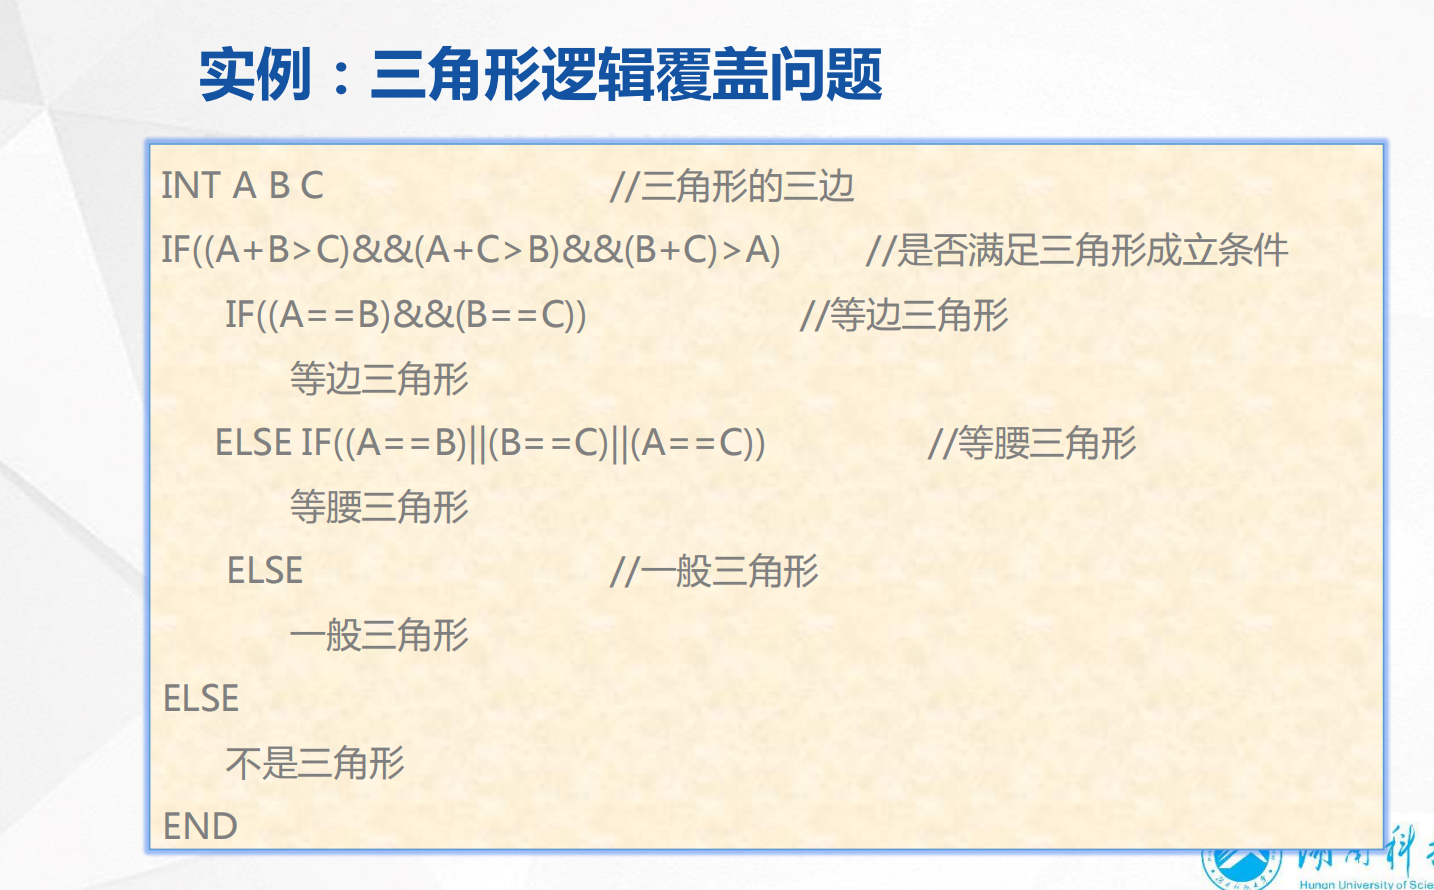 实例：三角形逻辑覆盖问题
INT A B C //三角形的三边
IF((A+B>C)&&(A+C>B)&&(B+C)>A) //是否满足三角形成立条件
IF((A==B)&&(B==C)) //等边三角形
等边三角形
ELSE IF((A==B)||(B==C)||(A==C)) //等腰三角形
等腰三角形
ELSE //一般三角形
一般三角形
ELSE
不是三角形
END
湖南科
Hunan University of Scie